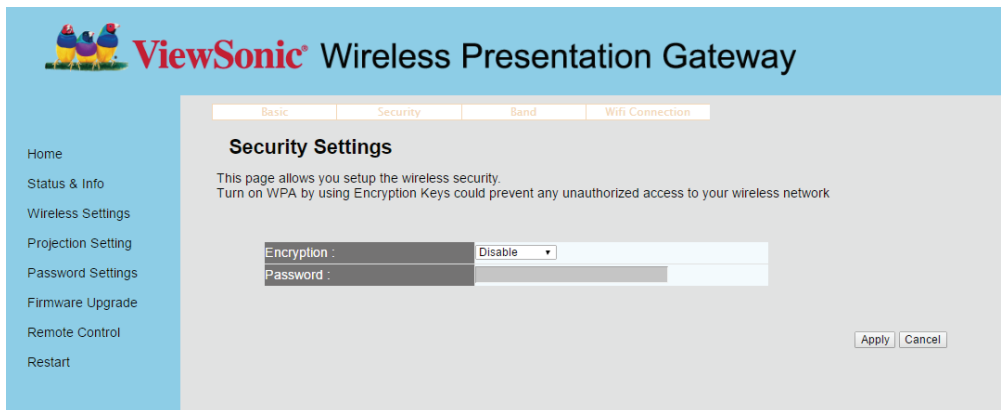 ViewSonic® Wireless Presentation Gateway
Basic Security Band Wifi Connection
Home
Status & Info
Wireless Settings
Projection Setting
Password Settings
Firmware Upgrade
Remote Control
Restart
Security Settings
This page allows you setup the wireless security.
Turn on WPA by using Encryption Keys could prevent any unauthorized access to your wireless network
Encryption : Disable
Password :
Apply Cancel